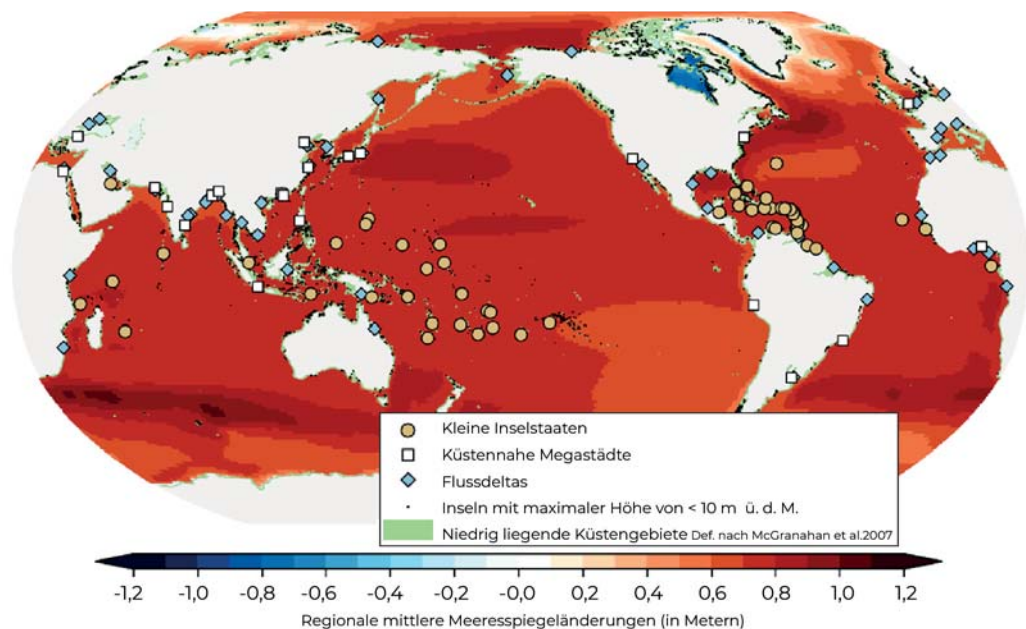 Kleine Inselstaaten
Küstennahe Megastädte
Flussdeltas
Inseln mit maximaler Höhe von < 10 m ü. d. M.
Niedrig liegende Küstengebiete Def. nach McGranahan et al.2007
-1,2 -1,0 -0,8 -0,6 -0,4 -0,2 -0,0 0,2 0,4 0,6 0,8 1,0 1,2
Regionale mittlere Meeresspiegeländerungen (in Metern)